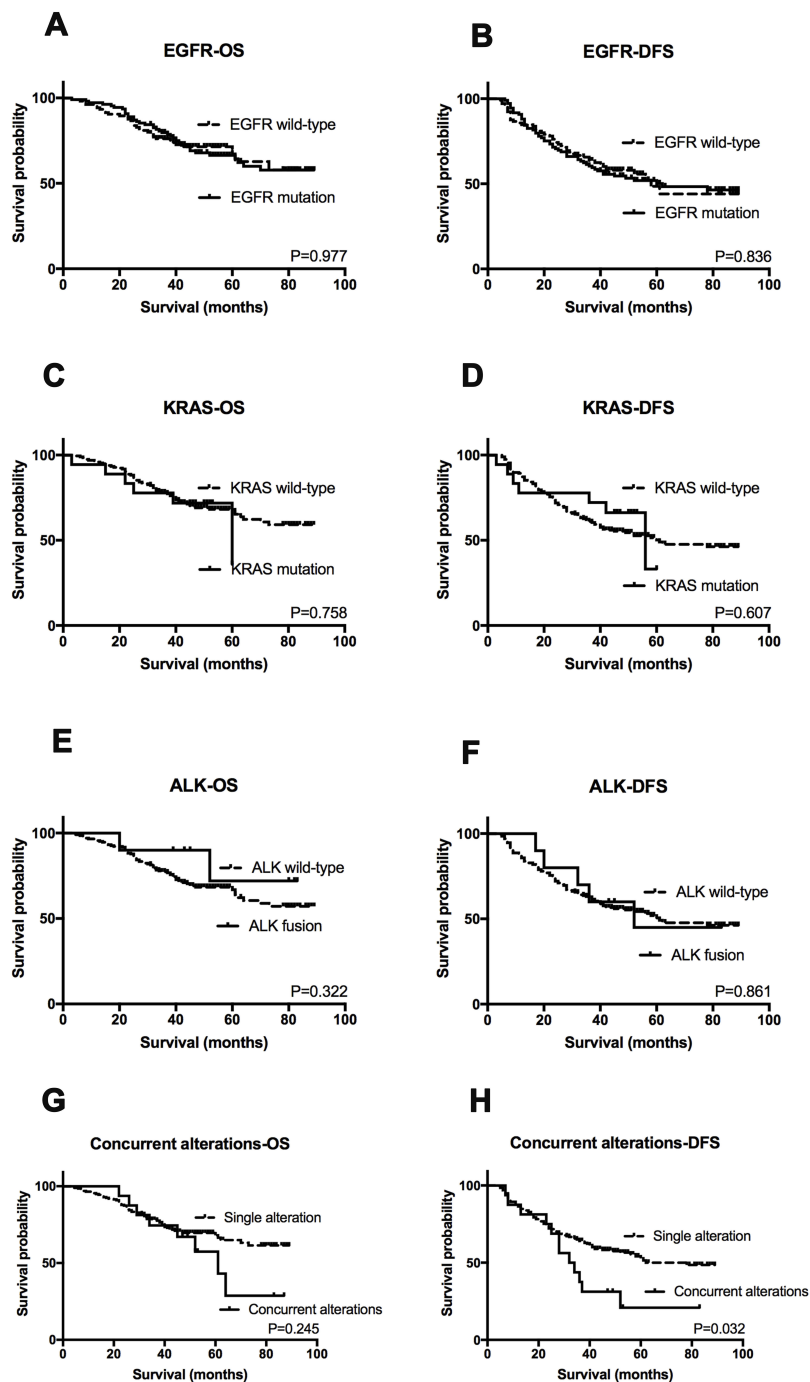 A
EGFR-OS
Survival probability
100
50
0
EGFR wild-type
EGFR mutation
P=0.977
0 20 40 60 80 100
Survival (months)
B
EGFR-DFS
Survival probability
100
50
0
EGFR wild-type
EGFR mutation
P=0.836
0 20 40 60 80 100
Survival (months)
C
KRAS-OS
Survival probability
100
50
0
KRAS wild-type
KRAS mutation
P=0.758
0 20 40 60 80 100
Survival (months)
D
KRAS-DFS
Survival probability
100
50
0
KRAS wild-type
KRAS mutation
P=0.607
0 20 40 60 80 100
Survival (months)
E
ALK-OS
Survival probability
100
50
0
ALK wild-type
ALK fusion
P=0.322
0 20 40 60 80 100
Survival (months)
F
ALK-DFS
Survival probability
100
50
0
ALK wild-type
ALK fusion
P=0.861
0 20 40 60 80 100
Survival (months)
G
Concurrent alterations-OS
Survival probability
100
50
0
Single alteration
Concurrent alterations
P=0.245
0 20 40 60 80 100
Survival (months)
H
Concurrent alterations-DFS
Survival probability
100
50
0
Single alteration
Concurrent alterations
P=0.032
0 20 40 60 80 100
Survival (months)